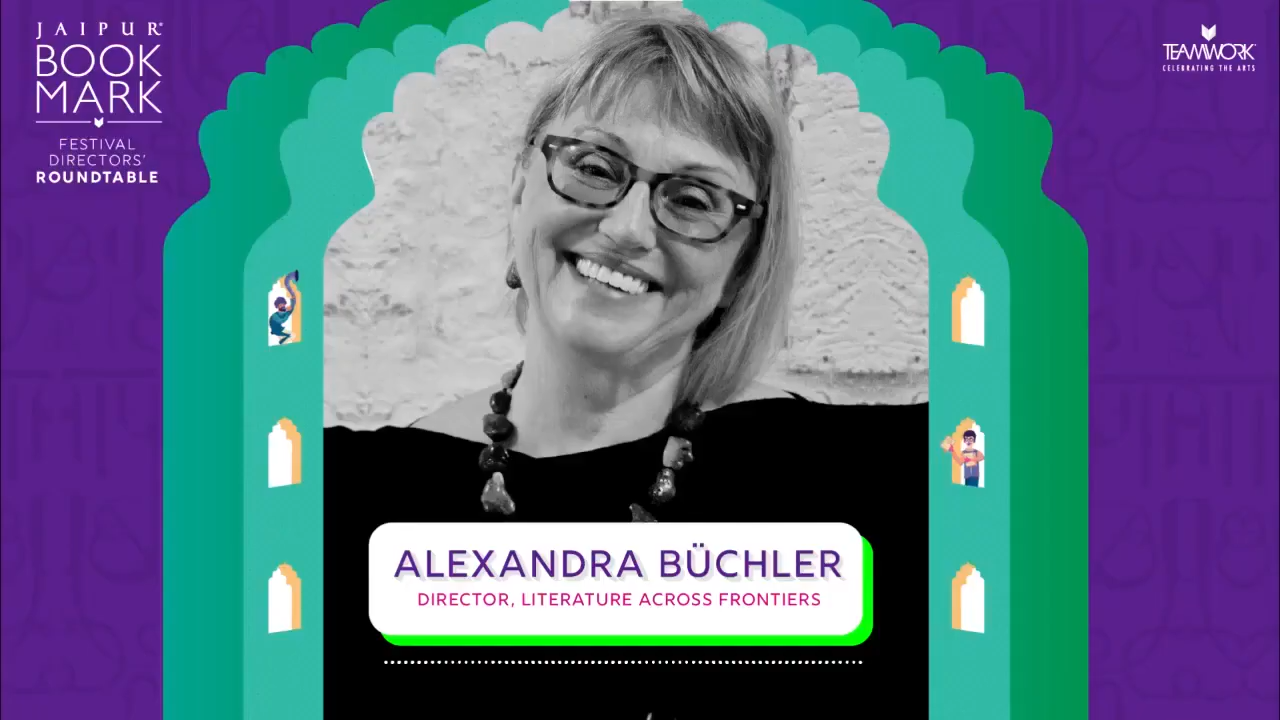 JAIPUR
BOOK
MARK
FESTIVAL
DIRECTORS'
ROUNDTABLE
TEAMWORK
CELEBRATING THE ARTS
ALEXANDRA BÜCHLER
DIRECTOR, LITERATURE ACROSS FRONTIERS